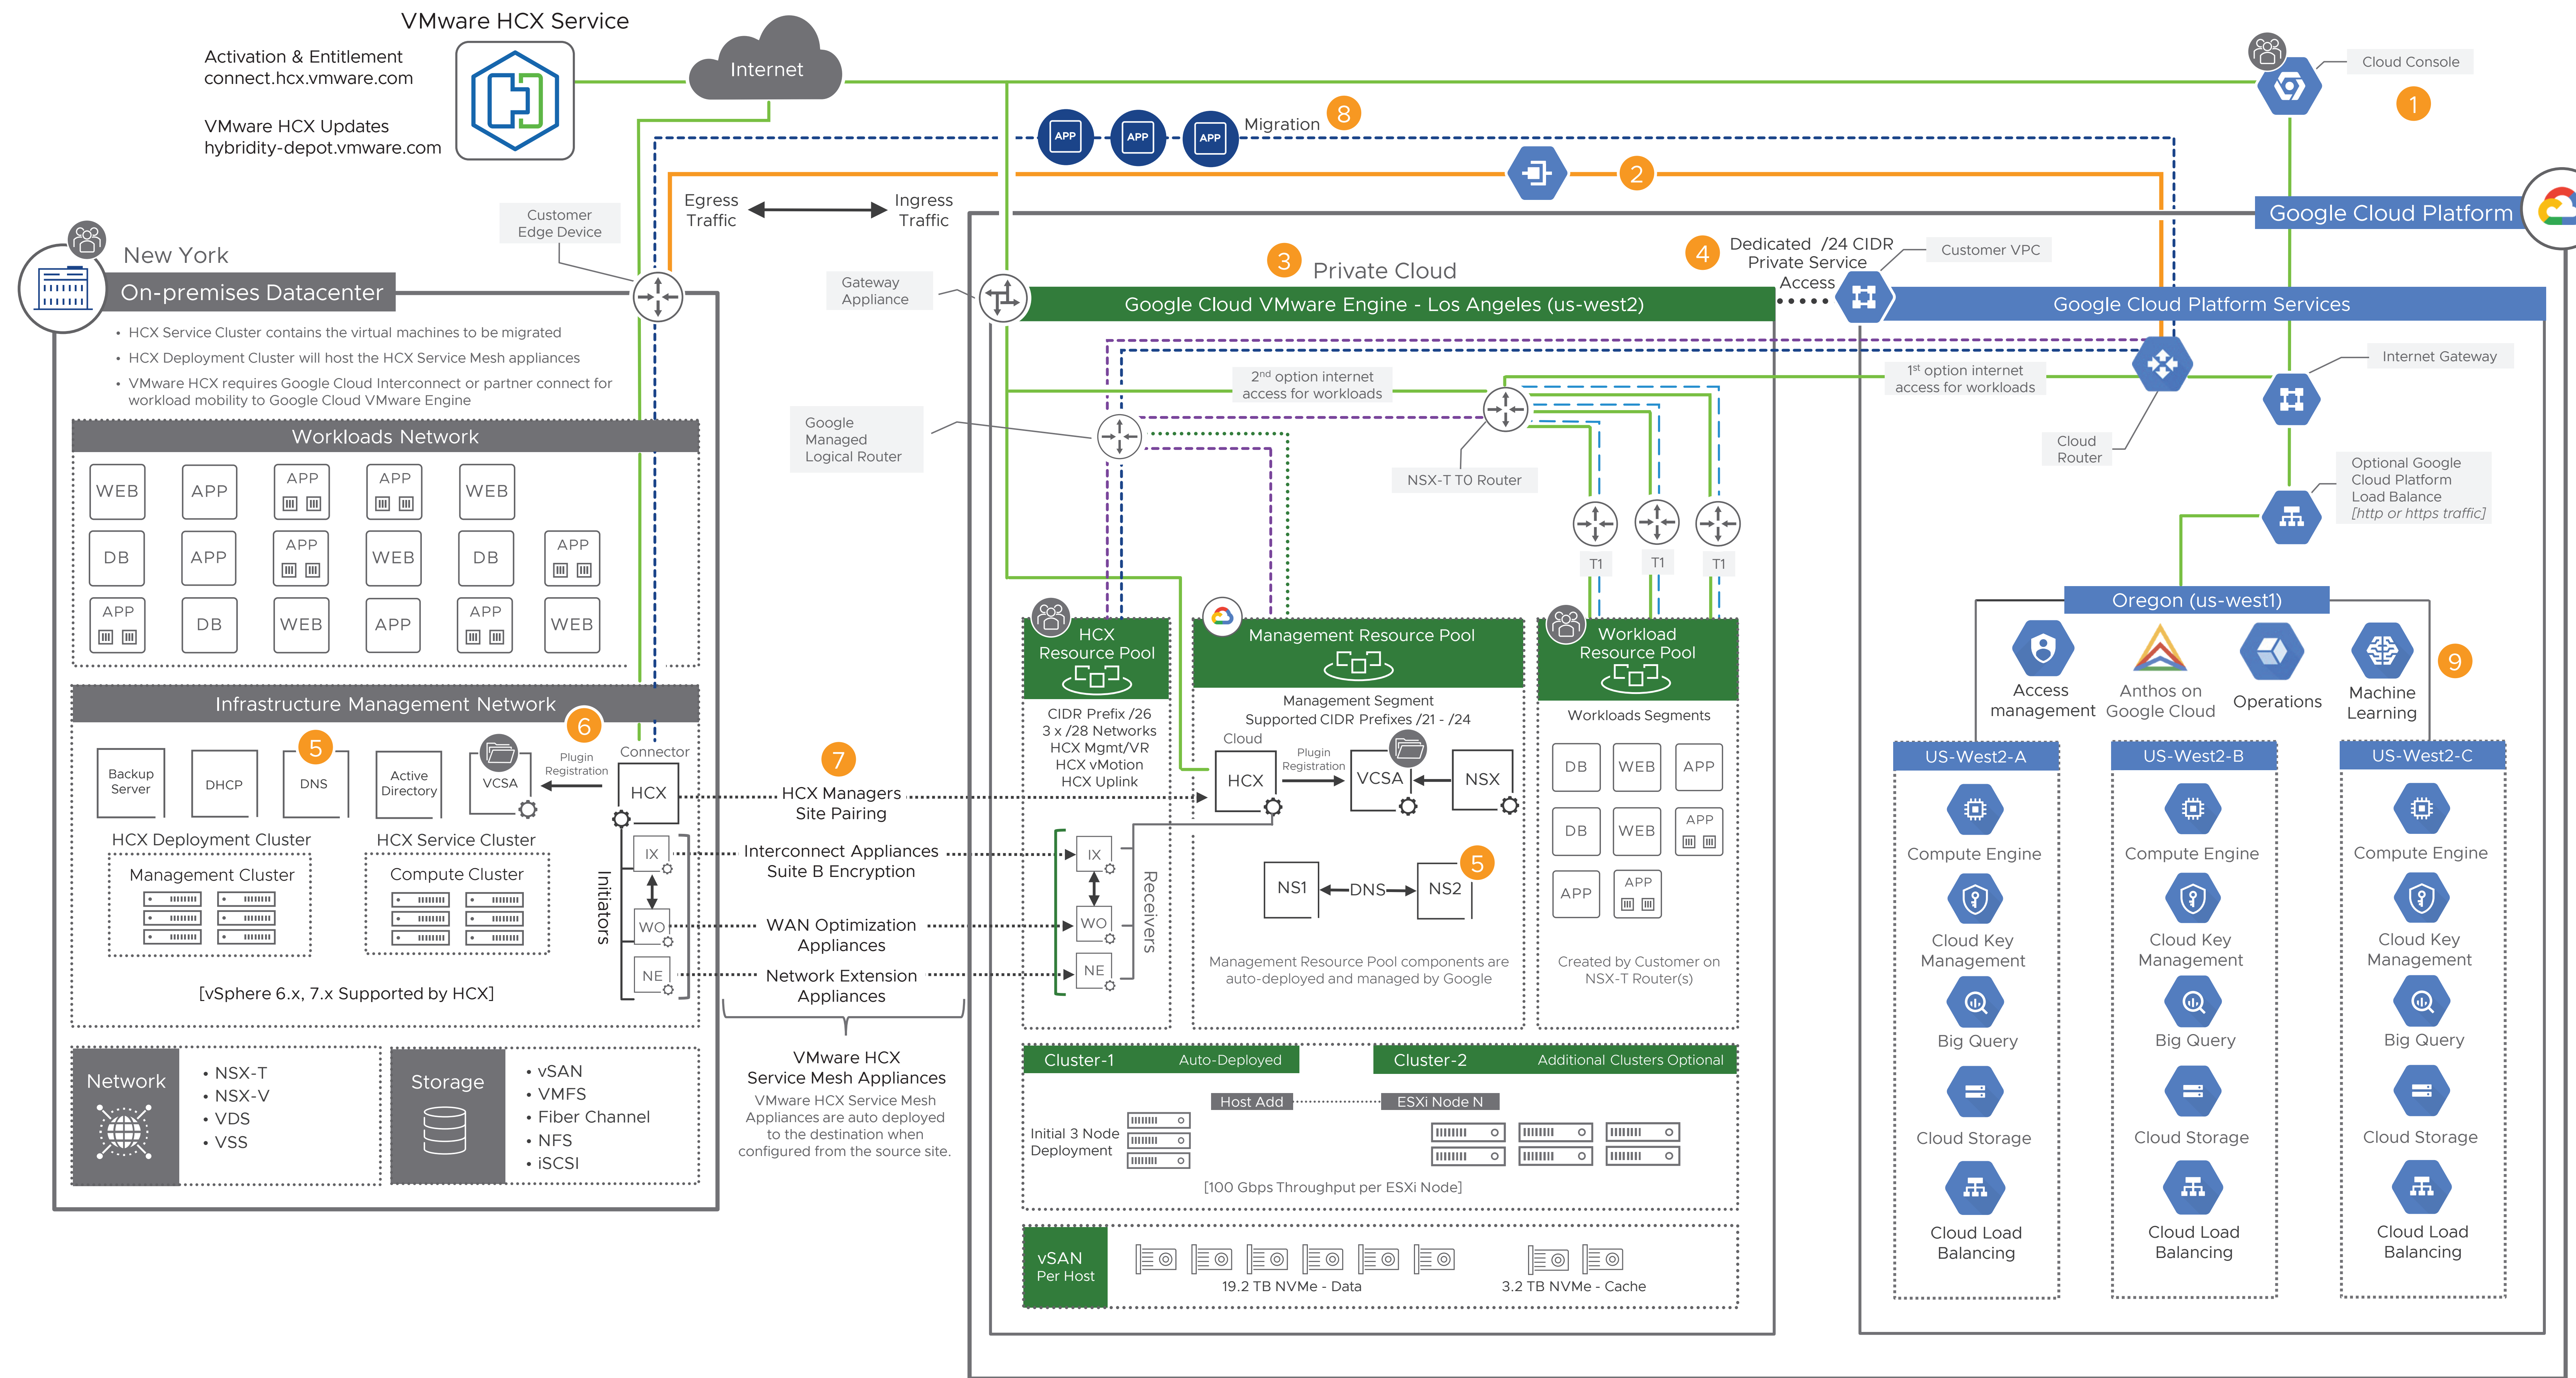 VMware HCX Service
Activation & Entitlement
connect.hcx.vmware.com
VMware HCX Updates
hybridity-depot.vmware.com
Internet
Cloud Console
1
APP
APP
APP
Migration
8
2
Egress
Traffic
Ingress
Traffic
Google Cloud Platform
Customer
Edge Device
New York
On-premises Datacenter
• HCX Service Cluster contains the virtual machines to be migrated
• HCX Deployment Cluster will host the HCX Service Mesh appliances
• VMware HCX requires Google Cloud Interconnect or partner connect for
workload mobility to Google Cloud VMware Engine
Workloads Network
WEB
APP
APP
APP
WEB
DB
APP
APP
WEB
DB
APP
APP
DB
WEB
APP
APP
WEB
Infrastructure Management Network
6
5
Backup
Server
DHCP
DNS
Active
Directory
VCSA
Plugin
Registration
Connector
HCX
HCX Deployment Cluster
Management Cluster
HCX Service Cluster
Compute Cluster
Initiators
IX
WO
NE
[vSphere 6.x, 7.x Supported by HCX]
Network
• NSX-T
• NSX-V
• VDS
• VSS
Storage
• vSAN
• VMFS
• Fiber Channel
• NFS
• iSCSI
7
HCX Managers
Site Pairing
Interconnect Appliances
Suite B Encryption
WAN Optimization
Appliances
Network Extension
Appliances
VMware HCX
Service Mesh Appliances
VMware HCX Service Mesh
Appliances are auto deployed
to the destination when
configured from the source site.
Gateway
Appliance
3
Private Cloud
Google Cloud VMware Engine - Los Angeles (us-west2)
4
Dedicated /24 CIDR
Private Service
Access
Customer VPC
2nd option internet
access for workloads
Google
Managed
Logical Router
NSX-T T0 Router
T1
T1
T1
HCX
Resource Pool
CIDR Prefix /26
3 x /28 Networks
HCX Mgmt/VR
HCX vMotion
HCX Uplink
IX
WO
NE
Receivers
Management Resource Pool
Management Segment
Supported CIDR Prefixes /21 - /24
Cloud
HCX
Plugin
Registration
VCSA
NSX
5
NS1
DNS
NS2
Management Resource Pool components are
auto-deployed and managed by Google
Workload
Resource Pool
Workloads Segments
DB
WEB
APP
DB
WEB
APP
APP
APP
Created by Customer on
NSX-T Router(s)
Cluster-1
Auto-Deployed
Cluster-2
Additional Clusters Optional
Host Add
ESXi Node N
Initial 3 Node
Deployment
[100 Gbps Throughput per ESXi Node]
vSAN
Per Host
19.2 TB NVMe - Data
3.2 TB NVMe - Cache
Google Cloud Platform Services
1st option internet
access for workloads
Internet Gateway
Cloud
Router
Optional Google
Cloud Platform
Load Balance
[http or https traffic]
Oregon (us-west1)
Access
management
Anthos on
Google Cloud
Operations
Machine
Learning
9
US-West2-A
Compute Engine
Cloud Key
Management
Big Query
Cloud Storage
Cloud Load
Balancing
US-West2-B
Compute Engine
Cloud Key
Management
Big Query
Cloud Storage
Cloud Load
Balancing
US-West2-C
Compute Engine
Cloud Key
Management
Big Query
Cloud Storage
Cloud Load
Balancing